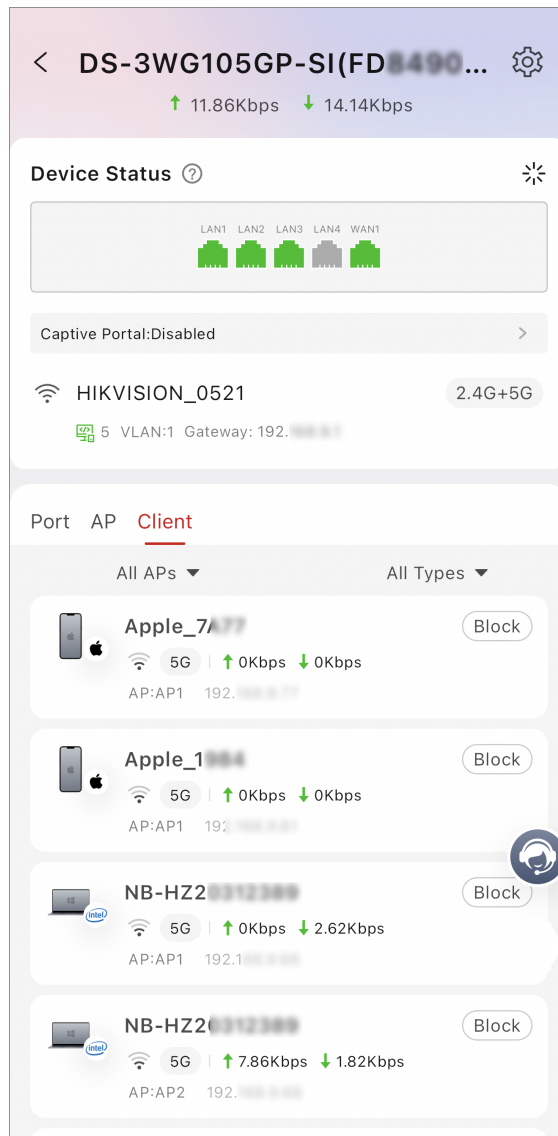 DS-3WG105GP-SI(FD...
11.86Kbps 14.14Kbps
Device Status ?
LAN1 LAN2 LAN3 LAN4 WAN1
Captive Portal:Disabled
HIKVISION_0521 2.4G+5G
5 VLAN:1 Gateway: 192.
Port AP Client
All APs All Types
Apple_7 Block
5G 0Kbps 0Kbps
AP:AP1 192.
Apple_1 Block
5G 0Kbps 0Kbps
AP:AP1 192.
NB-HZ2 Block
intel
5G 0Kbps 2.62Kbps
AP:AP1 192.1
NB-HZ2 Block
intel
5G 7.86Kbps 1.82Kbps
AP:AP2 192.